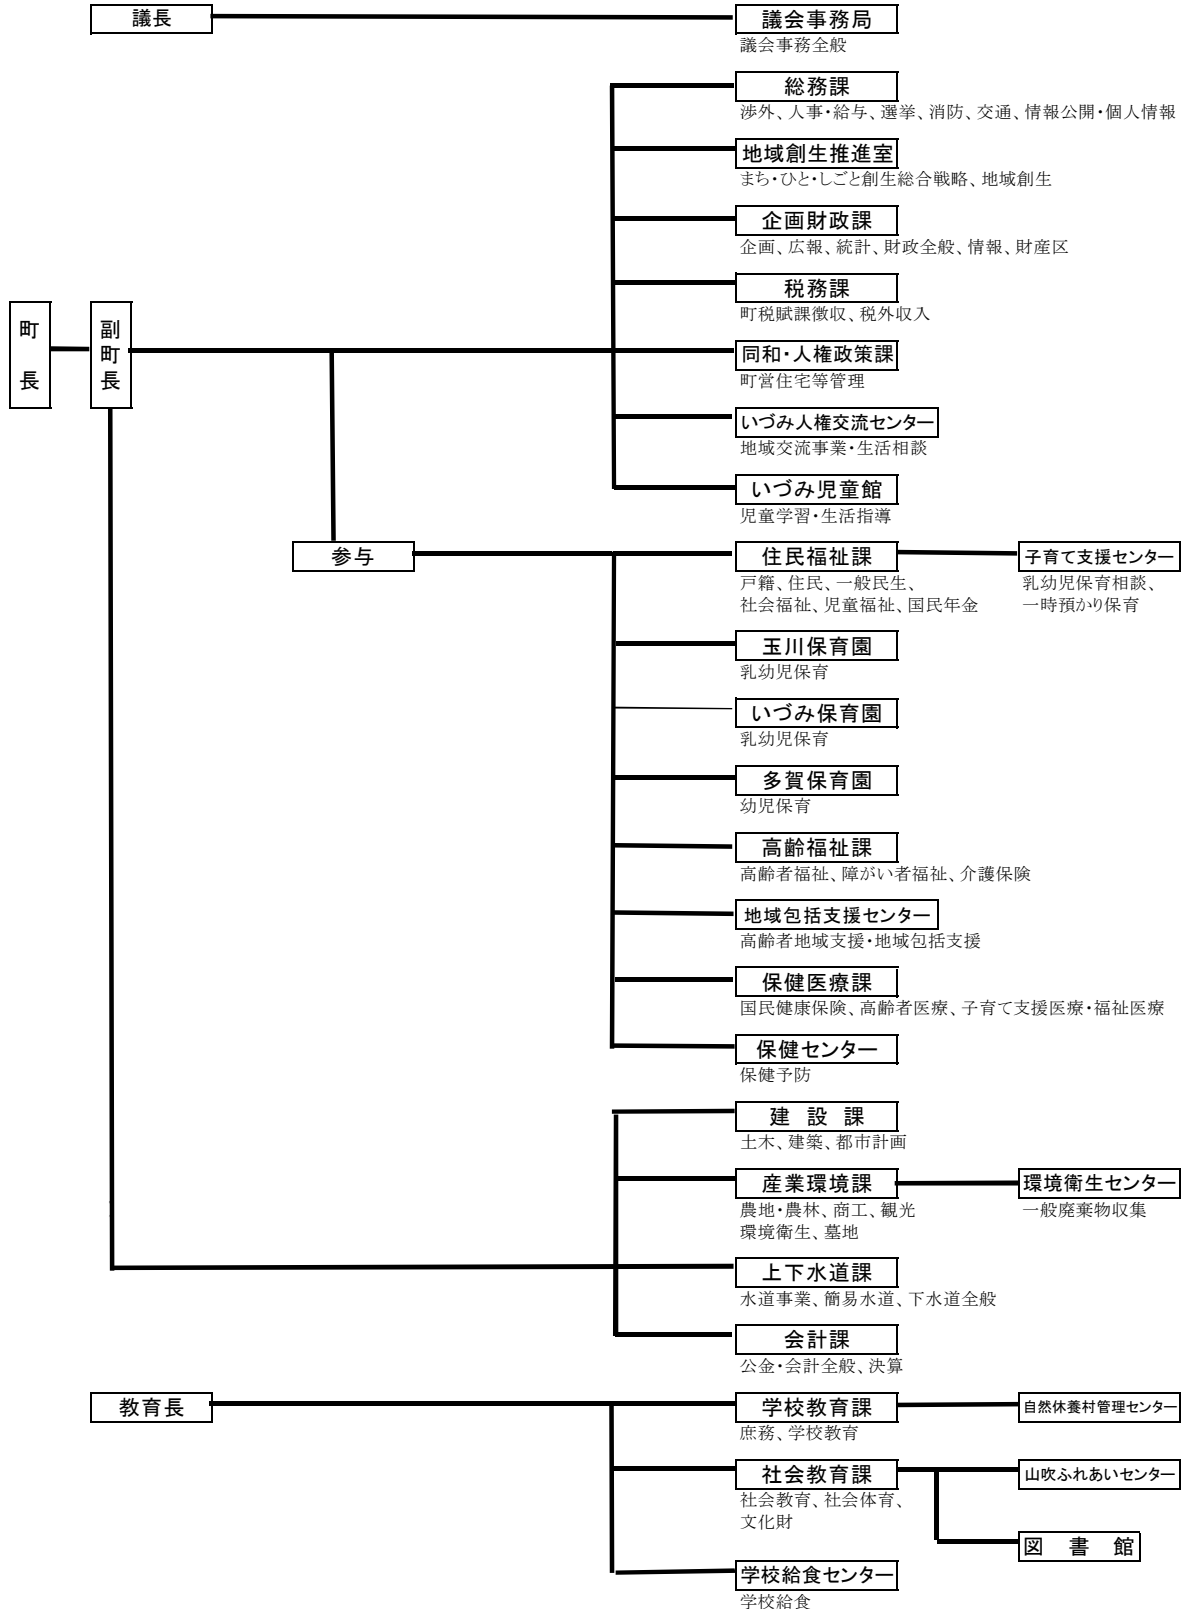 議長
議会事務局
議会事務全般
総務課
渉外、人事・給与、選挙、消防、交通、情報公開・個人情報
地域創生推進室
まち・ひと・しごと創生総合戦略、地域創生
企画財政課
企画、広報、統計、財政全般、情報、財産区
税務課
町税賦課徴収、税外収入
町長
副町長
同和・人権政策課
町営住宅等管理
いづみ人権交流センター
地域交流事業・生活相談
いづみ児童館
児童学習・生活指導
参与
住民福祉課
戸籍、住民、一般民生、
社会福祉、児童福祉、国民年金
子育て支援センター
乳幼児保育相談、
一時預かり保育
玉川保育園
乳幼児保育
いづみ保育園
乳幼児保育
多賀保育園
幼児保育
高齢福祉課
高齢者福祉、障がい者福祉、介護保険
地域包括支援センター
高齢者地域支援・地域包括支援
保健医療課
国民健康保険、高齢者医療、子育て支援医療・福祉医療
保健センター
保健予防
建　設　課
土木、建築、都市計画
産業環境課
農地・農林、商工、観光
環境衛生、墓地
環境衛生センター
一般廃棄物収集
上下水道課
水道事業、簡易水道、下水道全般
会計課
公金・会計全般、決算
教育長
学校教育課
庶務、学校教育
自然休養村管理センター
社会教育課
社会教育、社会体育、
文化財
山吹ふれあいセンター
図　書　館
学校給食センター
学校給食